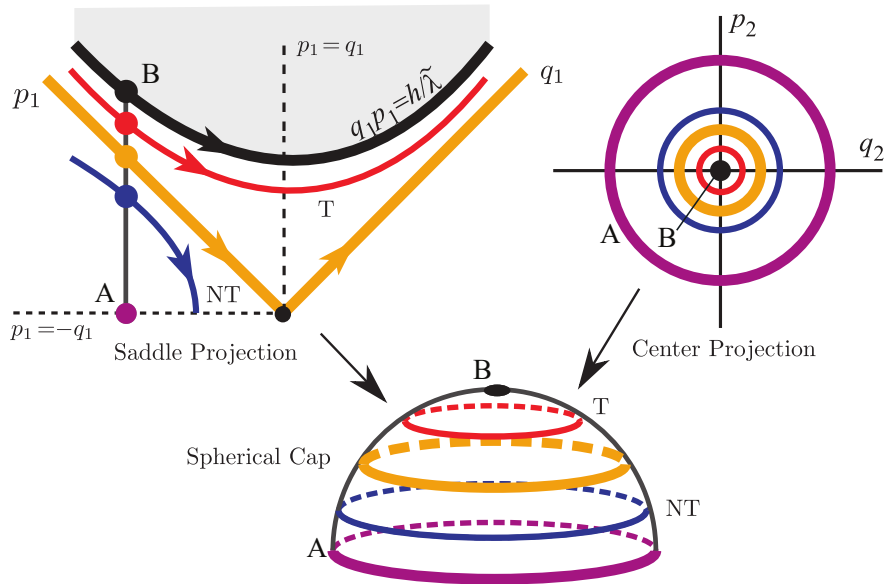 p₁ = q₁
B
p₁
q₁
q₁p₁=h/λ̃
T
A
NT
p₁ =−q₁
Saddle Projection
p₂
q₂
A
B
Center Projection
B
T
Spherical Cap
NT
A